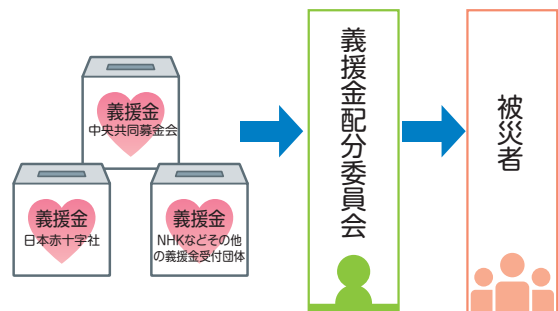 義援金
中央共同募金会
義援金
日本赤十字社
義援金
NHKなどその他
の義援金受付団体
義援金配分委員会
被災者